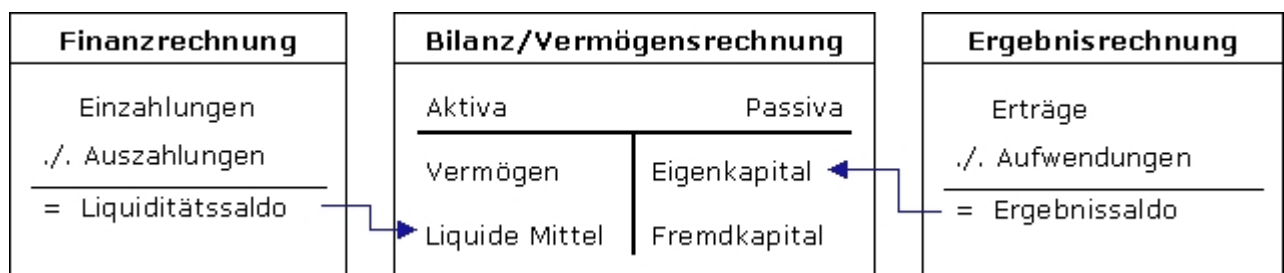 Finanzrechnung
Einzahlungen
./. Auszahlungen
= Liquiditätssaldo
Bilanz/Vermögensrechnung
Aktiva Passiva
Vermögen Eigenkapital
Liquide Mittel Fremdkapital
Ergebnisrechnung
Erträge
./. Aufwendungen
= Ergebnissaldo